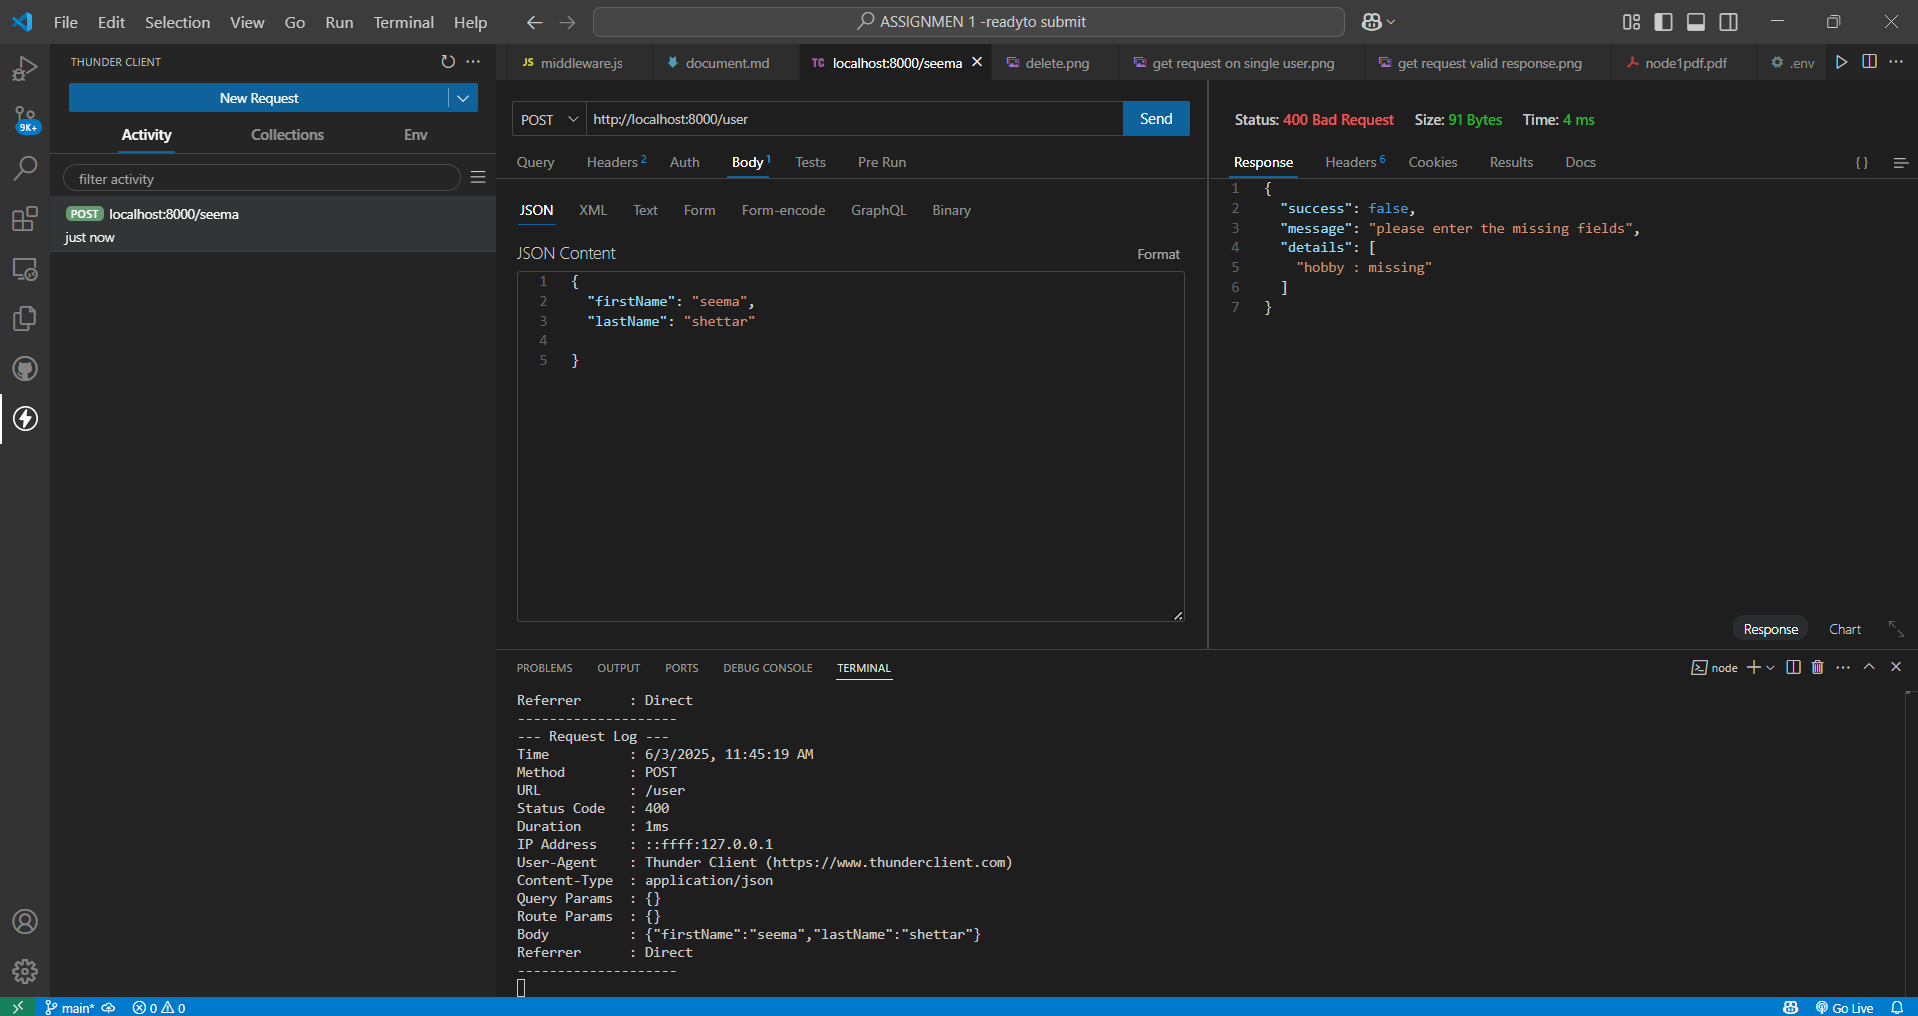 File Edit Selection View Go Run Terminal Help
ASSIGNMEN 1 -readyto submit
THUNDER CLIENT
New Request
Activity Collections Env
filter activity
POST localhost:8000/seema
just now
9K+
JS middleware.js
document.md
TC localhost:8000/seema
delete.png
get request on single user.png
get request valid response.png
node1pdf.pdf
.env
POST http://localhost:8000/user Send
Query Headers 2 Auth Body 1 Tests Pre Run
JSON XML Text Form Form-encode GraphQL Binary
JSON Content Format
1 {
2 "firstName": "seema",
3 "lastName": "shettar"
4
5 }
Status: 400 Bad Request Size: 91 Bytes Time: 4 ms
Response Headers 6 Cookies Results Docs { }
1 {
2 "success": false,
3 "message": "please enter the missing fields",
4 "details": [
5 "hobby : missing"
6 ]
7 }
Response Chart
PROBLEMS OUTPUT PORTS DEBUG CONSOLE TERMINAL
node
Referrer : Direct
--------------------
--- Request Log ---
Time : 6/3/2025, 11:45:19 AM
Method : POST
URL : /user
Status Code : 400
Duration : 1ms
IP Address : ::ffff:127.0.0.1
User-Agent : Thunder Client (https://www.thunderclient.com)
Content-Type : application/json
Query Params : {}
Route Params : {}
Body : {"firstName":"seema","lastName":"shettar"}
Referrer : Direct
--------------------
main* 0 0 Go Live